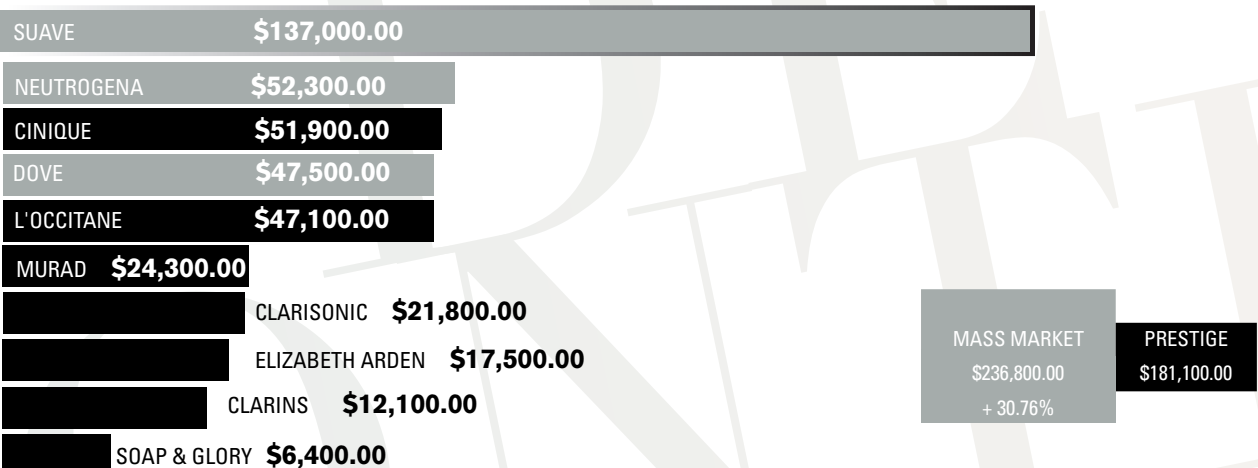 SUAVE $137,000.00
NEUTROGENA $52,300.00
CINIQUE $51,900.00
DOVE $47,500.00
L'OCCITANE $47,100.00
MURAD $24,300.00
CLARISONIC $21,800.00
ELIZABETH ARDEN $17,500.00
CLARINS $12,100.00
SOAP & GLORY $6,400.00
MASS MARKET
$236,800.00
+ 30.76%
PRESTIGE
$181,100.00